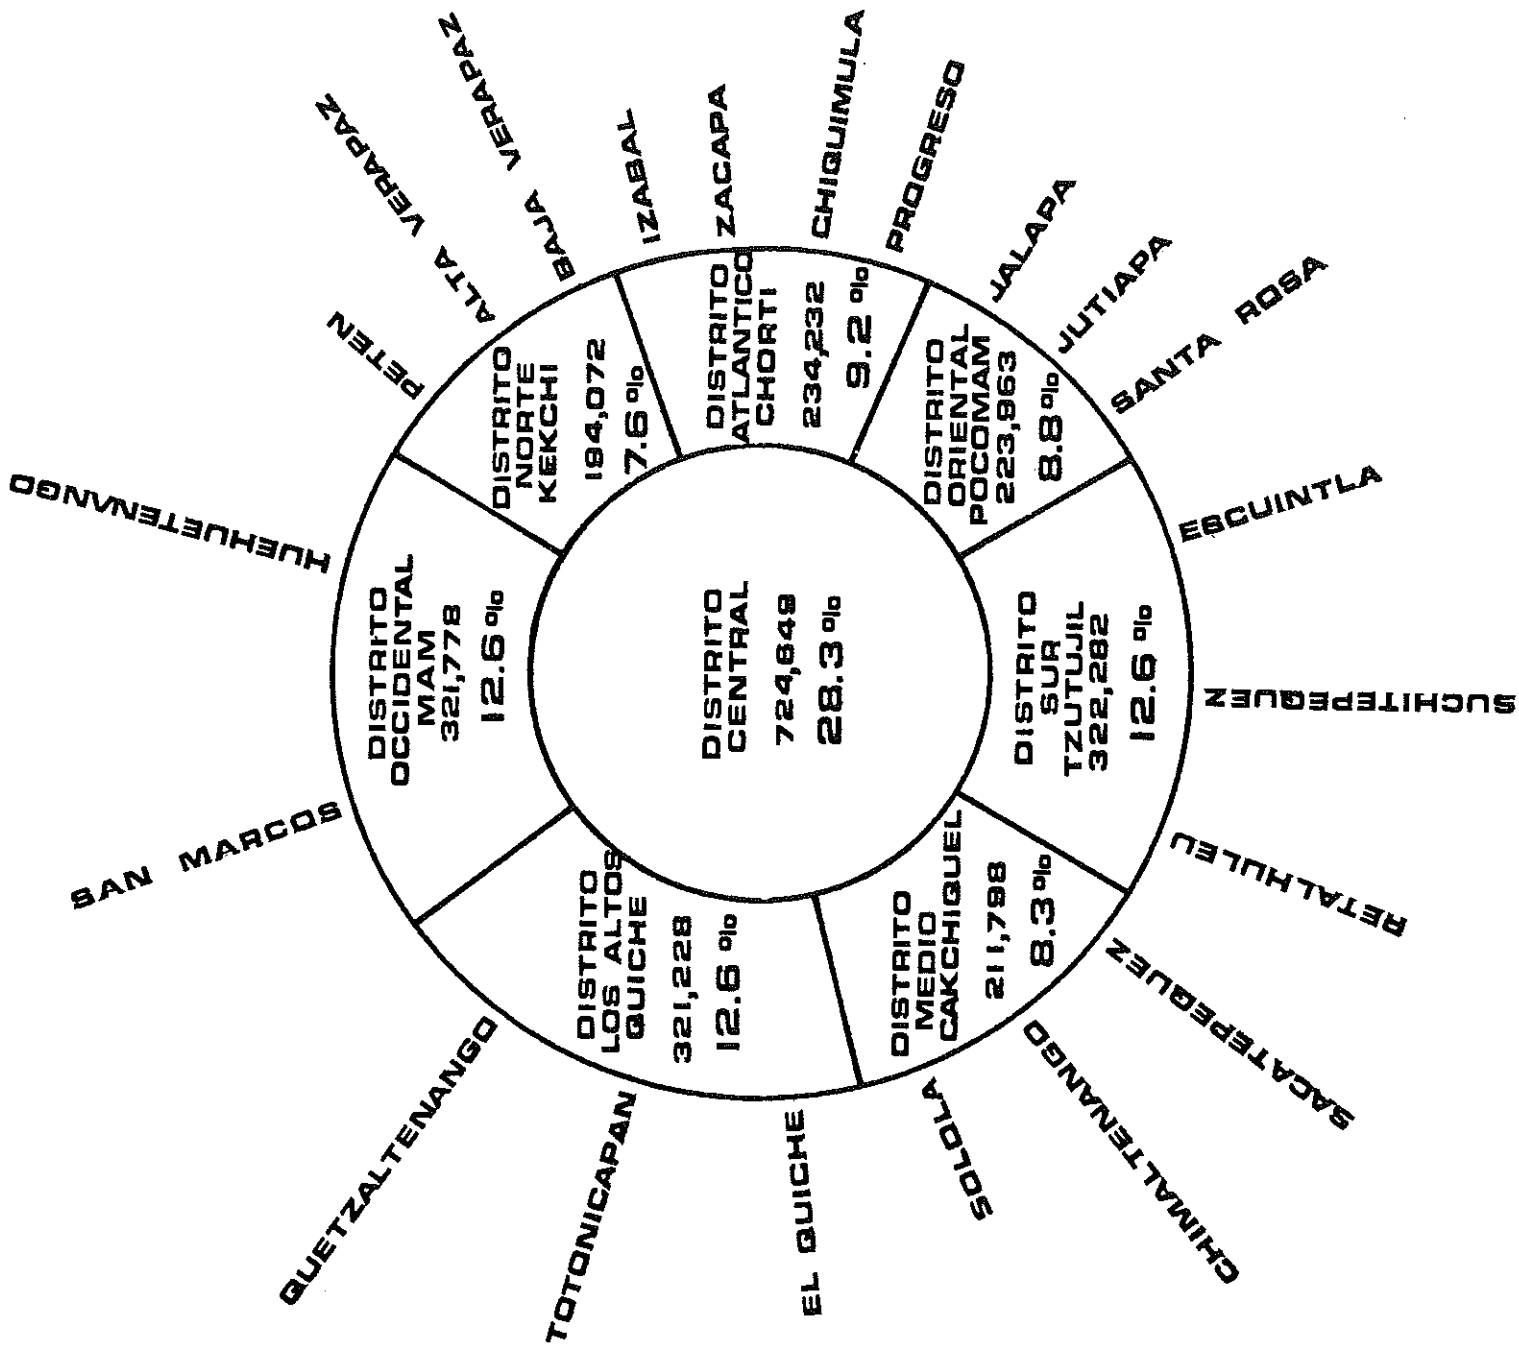 DISTRITO
CENTRAL
724,649
28.3%
DISTRITO
NORTE
KEKCHI
194,072
7.6%
PETEN
ALTA VERAPAZ
BAJA VERAPAZ
DISTRITO
ATLANTICO
CHORTI
234,232
9.2%
IZABAL
ZACAPA
CHIQUIMULA
PROGRESO
DISTRITO
ORIENTAL
POCOMAM
223,963
8.8%
JALAPA
JUTIAPA
SANTA ROSA
DISTRITO
SUR
TZUTUJIL
322,282
12.6%
ESCUINTLA
SUCHITEPEQUEZ
RETALHULEU
DISTRITO
MEDIO
CAKCHIQUEL
211,798
8.3%
SACATEPEQUEZ
CHIMALTENANGO
SOLOLA
DISTRITO
LOS ALTOS
QUICHE
321,228
12.6%
EL QUICHE
TOTONICAPAN
QUETZALTENANGO
DISTRITO
OCCIDENTAL
MAM
321,778
12.6%
SAN MARCOS
HUEHUETENANGO